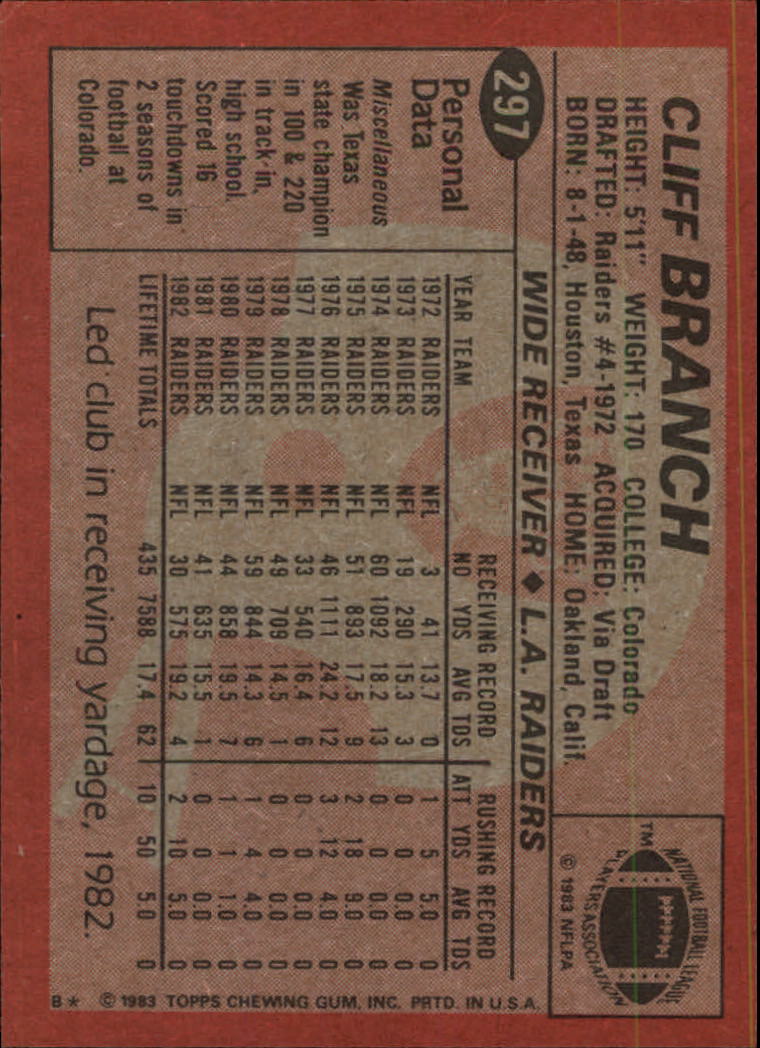 CLIFF BRANCH
HEIGHT: 5'11" WEIGHT: 170 COLLEGE: Colorado
DRAFTED: Raiders #4-1972 ACQUIRED: Via Draft
BORN: 8-1-48, Houston, Texas HOME: Oakland, Calif.
TM
NATIONAL FOOTBALL LEAGUE
PLAYERS ASSOCIATION
© 1983 NFLPA
297
WIDE RECEIVER ♦ L.A. RAIDERS
Personal
Data
Miscellaneous
Was Texas
state champion
in 100 & 220
in track in
high school.
Scored 16
touchdowns in
2 seasons of
football at
Colorado.
RECEIVING RECORD RUSHING RECORD
YEAR TEAM NO YDS AVG TDS ATT YDS AVG TDS
1972 RAIDERS NFL 3 41 13.7 0 1 5 5.0 0
1973 RAIDERS NFL 19 290 15.3 3 0 0 0.0 0
1974 RAIDERS NFL 60 1092 18.2 13 0 0 0.0 0
1975 RAIDERS NFL 51 893 17.5 9 2 18 9.0 0
1976 RAIDERS NFL 46 1111 24.2 12 3 12 4.0 0
1977 RAIDERS NFL 33 540 16.4 6 0 0 0.0 0
1978 RAIDERS NFL 49 709 14.5 1 0 0 0.0 0
1979 RAIDERS NFL 59 844 14.3 6 1 4 4.0 0
1980 RAIDERS NFL 44 858 19.5 7 1 1 1.0 0
1981 RAIDERS NFL 41 635 15.5 1 0 0 0.0 0
1982 RAIDERS NFL 30 575 19.2 4 2 10 5.0 0
LIFETIME TOTALS 435 7588 17.4 62 10 50 5.0 0
Led club in receiving yardage, 1982.
B* © 1983 TOPPS CHEWING GUM, INC. PRTD. IN U.S.A.